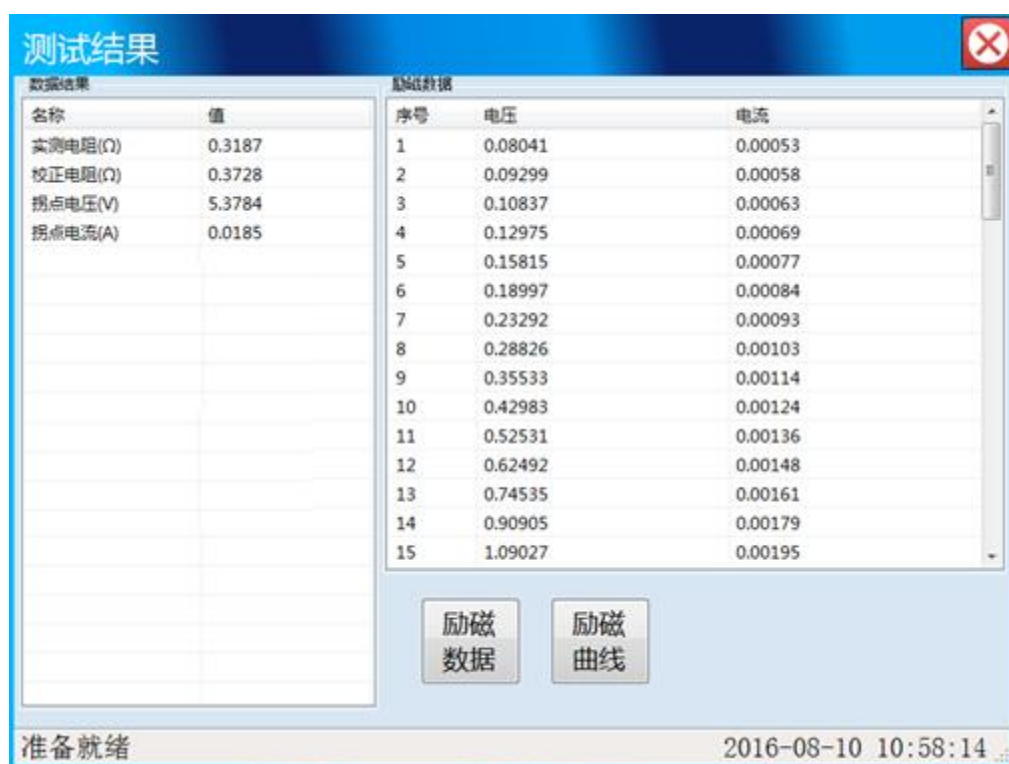 测试结果
数据结果
名称 值
实测电阻(Ω) 0.3187
校正电阻(Ω) 0.3728
拐点电压(V) 5.3784
拐点电流(A) 0.0185
励磁数据
序号 电压 电流
1 0.08041 0.00053
2 0.09299 0.00058
3 0.10837 0.00063
4 0.12975 0.00069
5 0.15815 0.00077
6 0.18997 0.00084
7 0.23292 0.00093
8 0.28826 0.00103
9 0.35533 0.00114
10 0.42983 0.00124
11 0.52531 0.00136
12 0.62492 0.00148
13 0.74535 0.00161
14 0.90905 0.00179
15 1.09027 0.00195
励磁
数据
励磁
曲线
准备就绪 2016-08-10 10:58:14